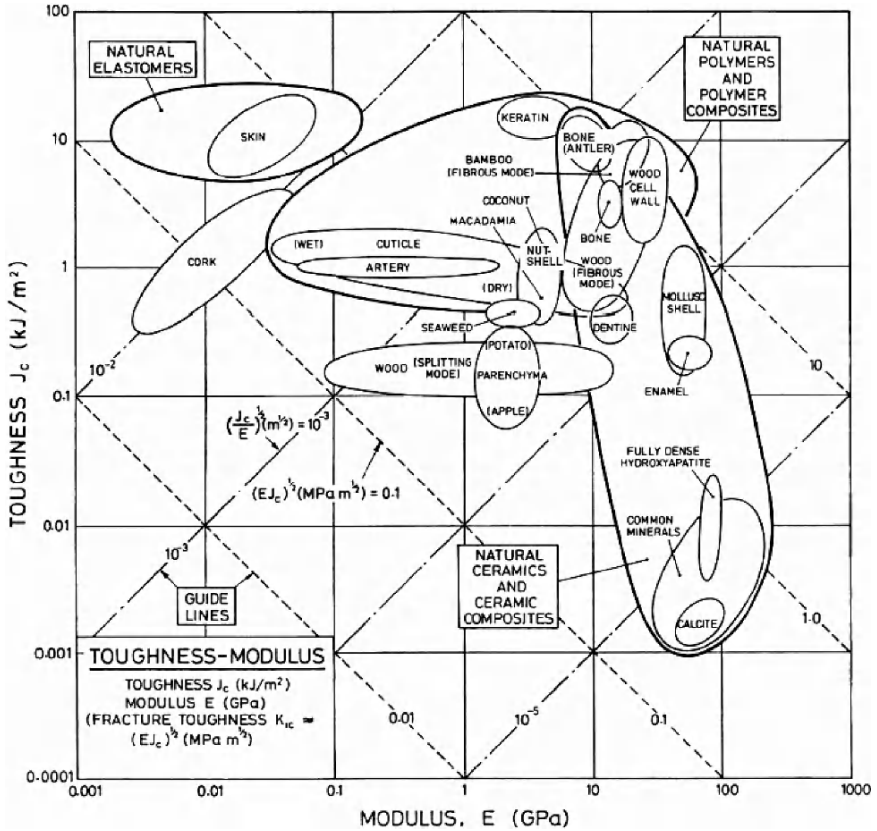 100
10
1
0.1
0.01
0.001
0.0001
TOUGHNESS Jc (kJ/m²)
NATURAL
ELASTOMERS
SKIN
CORK
KERATIN
NATURAL
POLYMERS
AND
POLYMER
COMPOSITES
BONE
(ANTLER)
BAMBOO
(FIBROUS MODE)
WOOD
CELL
WALL
COCONUT
MACADAMIA
BONE
(WET)
CUTICLE
NUT-
SHELL
WOOD
(FIBROUS
MODE)
ARTERY
(DRY)
MOLLUSC
SHELL
SEAWEED
DENTINE
(POTATO)
WOOD (SPLITTING
MODE)
PARENCHYMA
(APPLE)
ENAMEL
10⁻²
10
(Jc/E)^½(m^½) = 10⁻³
(EJc)^½(MPa m^½) = 0.1
FULLY DENSE
HYDROXYAPATITE
COMMON
MINERALS
10⁻³
GUIDE
LINES
NATURAL
CERAMICS
AND
CERAMIC
COMPOSITES
CALCITE
1.0
TOUGHNESS-MODULUS
TOUGHNESS Jc (kJ/m²)
MODULUS E (GPa)
(FRACTURE TOUGHNESS K_IC ≈
(EJc)^½ (MPa m^½)
0.01
10⁻⁵
0.1
0.001
0.01
0.1
1
10
100
1000
MODULUS, E (GPa)